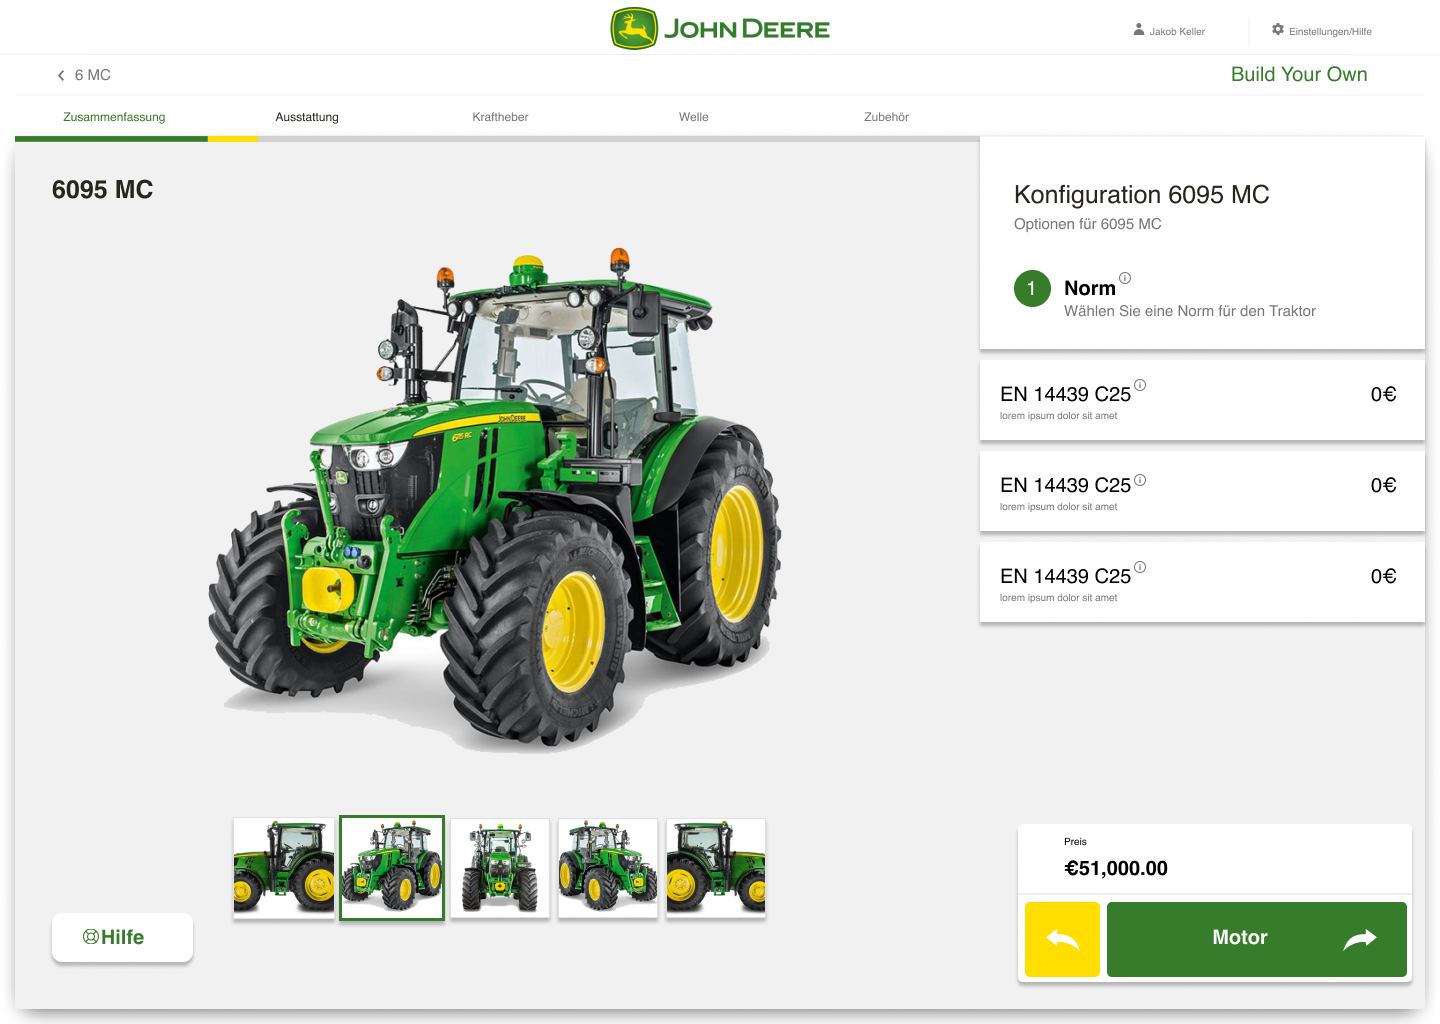 JOHN DEERE
Jakob Keller
Einstellungen/Hilfe
6 MC
Build Your Own
Zusammenfassung
Ausstattung
Kraftheber
Welle
Zubehör
6095 MC
JOHN DEERE
Konfiguration 6095 MC
Optionen für 6095 MC
1
Norm
Wählen Sie eine Norm für den Traktor
EN 14439 C25
0€
lorem ipsum dolor sit amet
EN 14439 C25
0€
lorem ipsum dolor sit amet
EN 14439 C25
0€
lorem ipsum dolor sit amet
Preis
€51,000.00
Motor
Hilfe